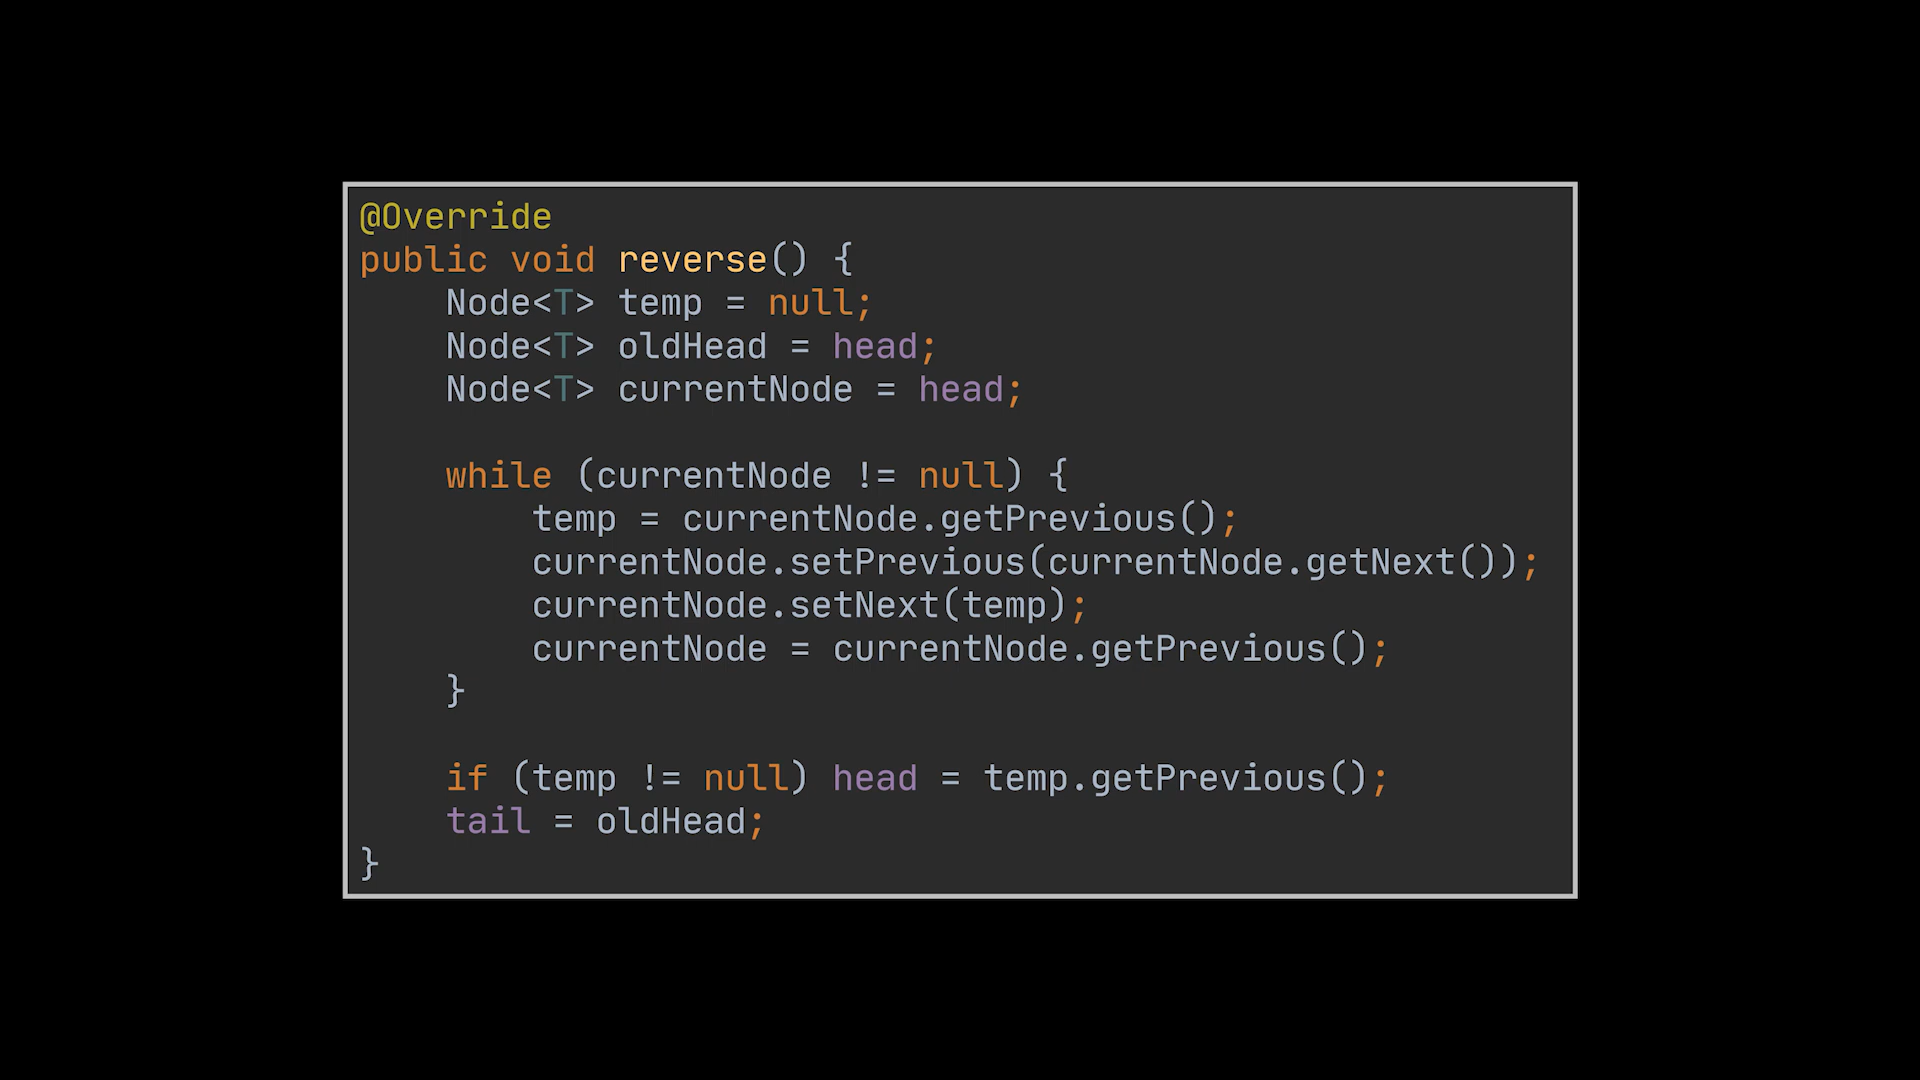 @Override
public void reverse() {
    Node<T> temp = null;
    Node<T> oldHead = head;
    Node<T> currentNode = head;

    while (currentNode != null) {
        temp = currentNode.getPrevious();
        currentNode.setPrevious(currentNode.getNext());
        currentNode.setNext(temp);
        currentNode = currentNode.getPrevious();
    }

    if (temp != null) head = temp.getPrevious();
    tail = oldHead;
}